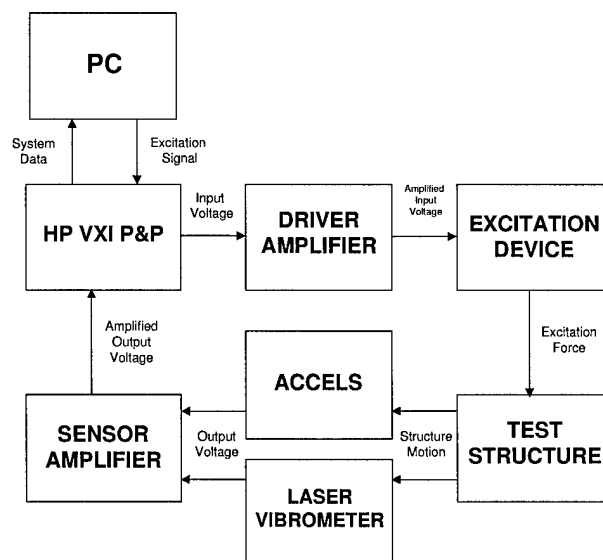 PC
System
Data
Excitation
Signal
HP VXI P&P
Input
Voltage
DRIVER
AMPLIFIER
Amplified
Input
Voltage
EXCITATION
DEVICE
Excitation
Force
Amplified
Output
Voltage
ACCELS
SENSOR
AMPLIFIER
Output
Voltage
Structure
Motion
TEST
STRUCTURE
LASER
VIBROMETER